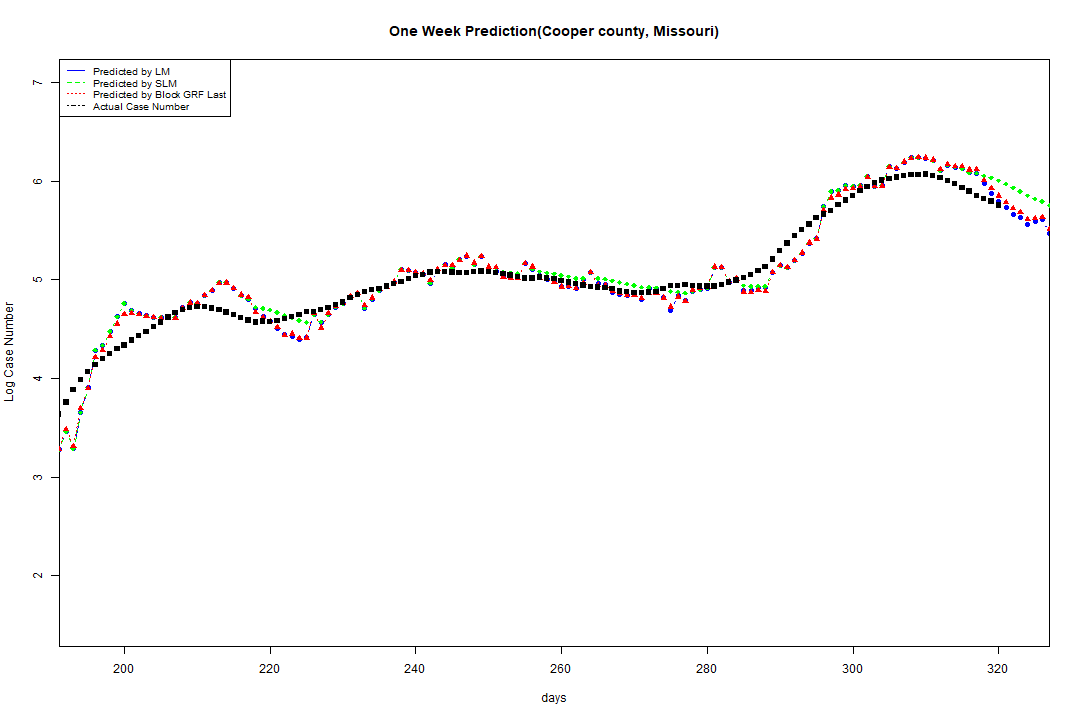 One Week Prediction(Cooper county, Missouri)
Predicted by LM
Predicted by SLM
Predicted by Block GRF Last
Actual Case Number
7
6
5
4
3
2
Log Case Number
200 220 240 260 280 300 320
days